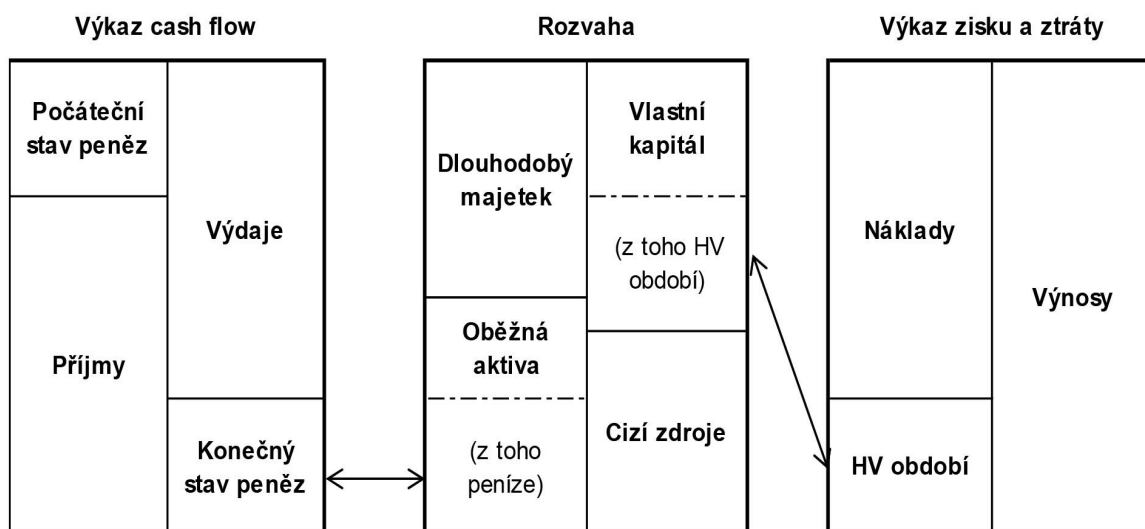 Výkaz cash flow
Počáteční
stav peněz
Příjmy
Výdaje
Konečný
stav peněz
Rozvaha
Dlouhodobý
majetek
Oběžná
aktiva
(z toho
peníze)
Vlastní
kapitál
(z toho HV
období)
Cizí zdroje
Výkaz zisku a ztráty
Náklady
HV období
Výnosy